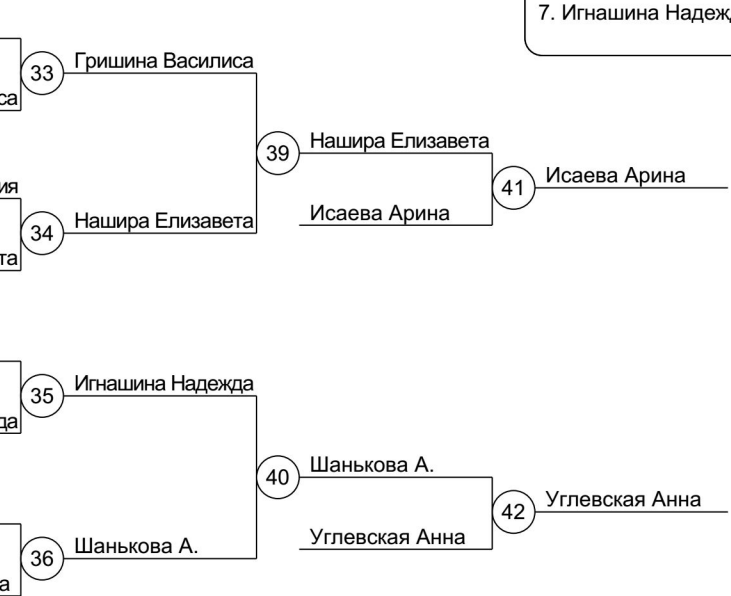 7. Игнашина
33
Гришина Василиса
39
Нашира Елизавета
41
Исаева Арина
Исаева Арина
34
Нашира Елизавета
35
Игнашина Надежда
40
Шанькова А.
42
Углевская Анна
Углевская Анна
36
Шанькова А.